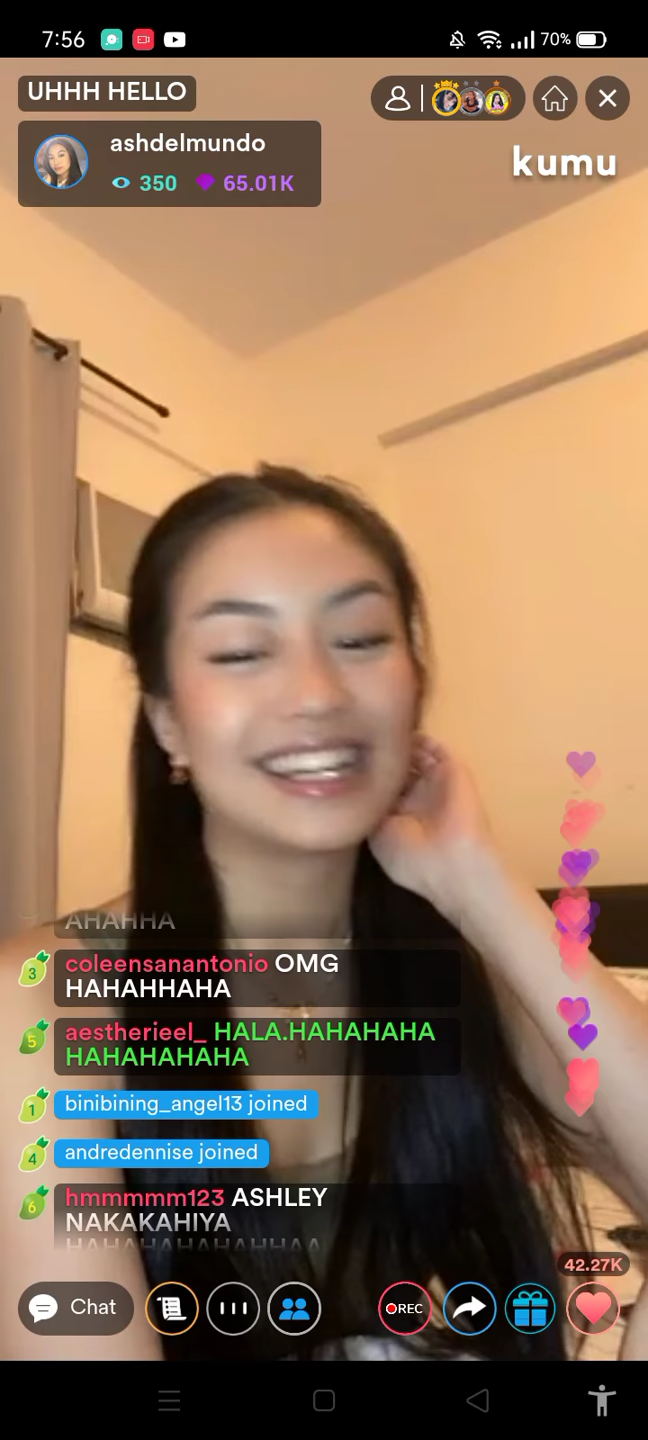 7:56
70%
UHHH HELLO
ashdelmundo
350
65.01K
kumu
AHAHHA
3
coleensanantonio OMG
HAHAHHAHA
5
aestherieel_ HALA.HAHAHAHA
HAHAHAHAHA
1
binibining_angel13 joined
4
andredennise joined
6
hmmmmm123 ASHLEY
NAKAKAHIYA
42.27K
Chat
REC